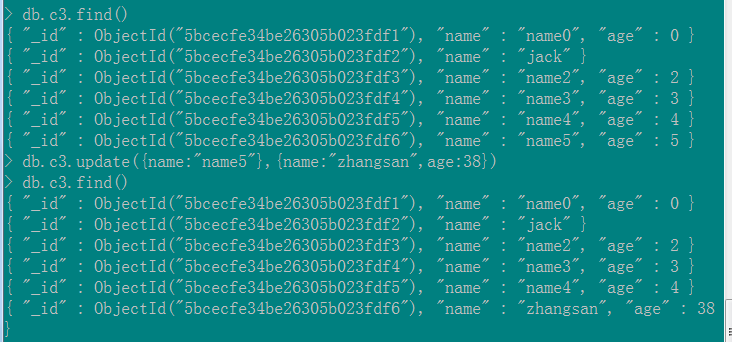 > db.c3.find()
{ "_id" : ObjectId("5bcecfe34be26305b023fdf1"), "name" : "name0", "age" : 0 }
{ "_id" : ObjectId("5bcecfe34be26305b023fdf2"), "name" : "jack" }
{ "_id" : ObjectId("5bcecfe34be26305b023fdf3"), "name" : "name2", "age" : 2 }
{ "_id" : ObjectId("5bcecfe34be26305b023fdf4"), "name" : "name3", "age" : 3 }
{ "_id" : ObjectId("5bcecfe34be26305b023fdf5"), "name" : "name4", "age" : 4 }
{ "_id" : ObjectId("5bcecfe34be26305b023fdf6"), "name" : "name5", "age" : 5 }
> db.c3.update({name:"name5"},{name:"zhangsan",age:38})
> db.c3.find()
{ "_id" : ObjectId("5bcecfe34be26305b023fdf1"), "name" : "name0", "age" : 0 }
{ "_id" : ObjectId("5bcecfe34be26305b023fdf2"), "name" : "jack" }
{ "_id" : ObjectId("5bcecfe34be26305b023fdf3"), "name" : "name2", "age" : 2 }
{ "_id" : ObjectId("5bcecfe34be26305b023fdf4"), "name" : "name3", "age" : 3 }
{ "_id" : ObjectId("5bcecfe34be26305b023fdf5"), "name" : "name4", "age" : 4 }
{ "_id" : ObjectId("5bcecfe34be26305b023fdf6"), "name" : "zhangsan", "age" : 38
}